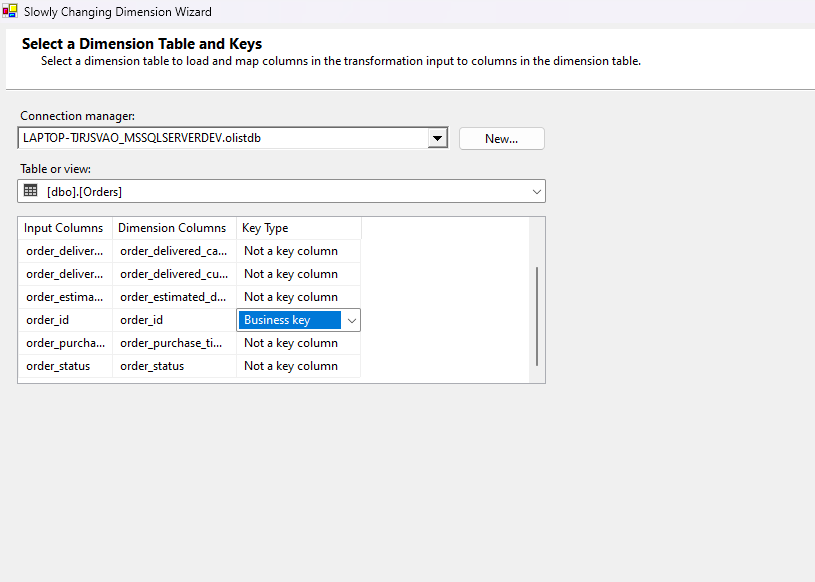 Slowly Changing Dimension Wizard
Select a Dimension Table and Keys
Select a dimension table to load and map columns in the transformation input to columns in the dimension table.
Connection manager:
LAPTOP-TJRJSVAO_MSSQLSERVERDEV.olistdb
New...
Table or view:
[dbo].[Orders]
Input Columns Dimension Columns Key Type
order_deliver... order_delivered_ca... Not a key column
order_deliver... order_delivered_cu... Not a key column
order_estima... order_estimated_d... Not a key column
order_id order_id Business key
order_purcha... order_purchase_ti... Not a key column
order_status order_status Not a key column